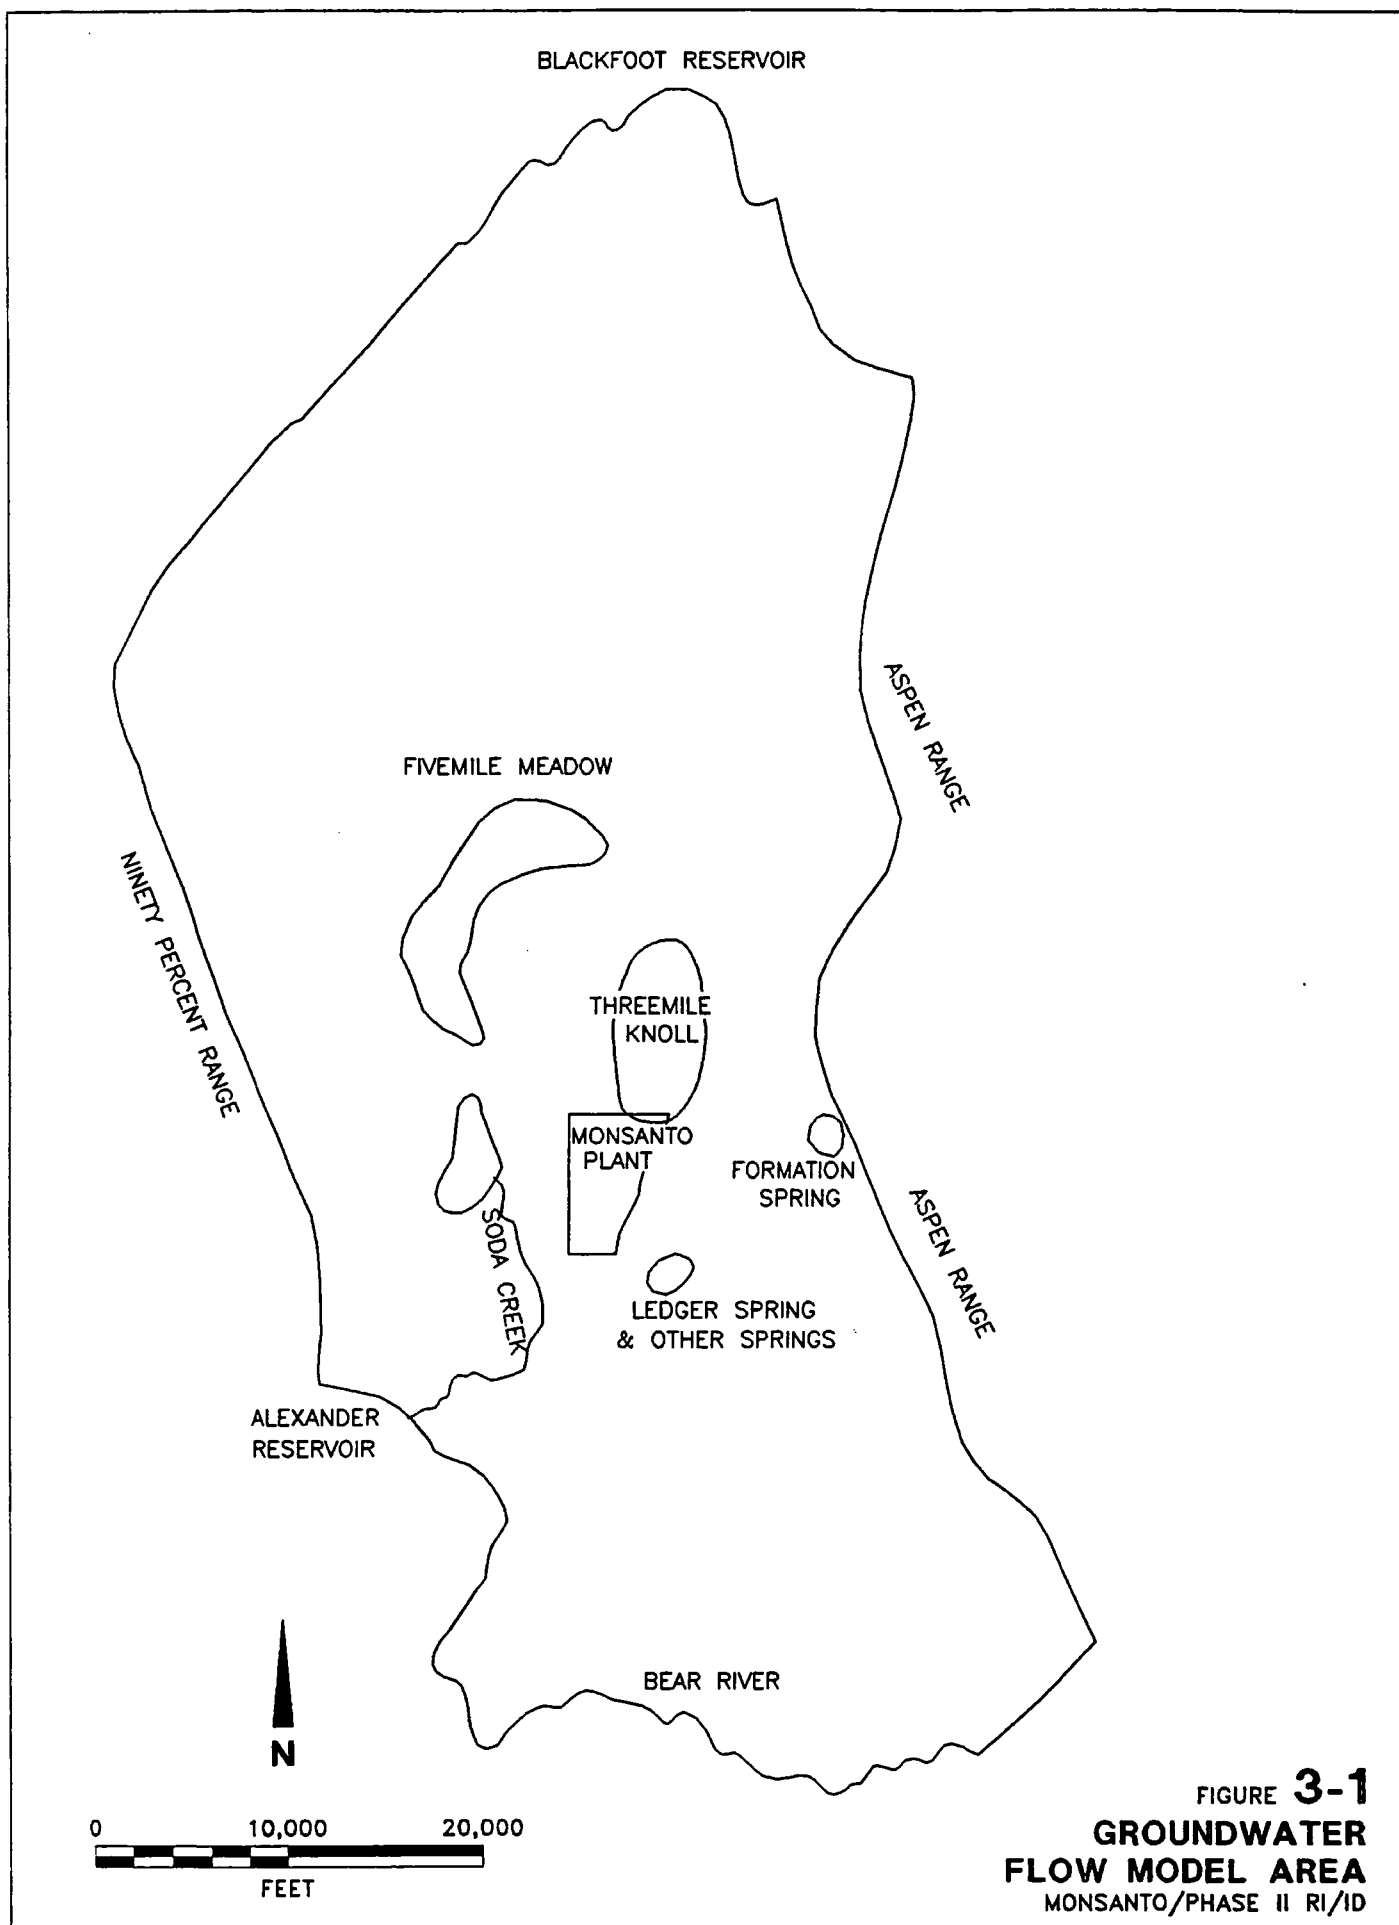 BLACKFOOT RESERVOIR
ASPEN RANGE
FIVEMILE MEADOW
NINETY PERCENT RANGE
THREEMILE
KNOLL
MONSANTO
PLANT
FORMATION
SPRING
SODA CREEK
ASPEN RANGE
LEDGER SPRING
& OTHER SPRINGS
ALEXANDER
RESERVOIR
BEAR RIVER
N
0 10,000 20,000
FEET
FIGURE 3-1
GROUNDWATER
FLOW MODEL AREA
MONSANTO/PHASE II RI/ID